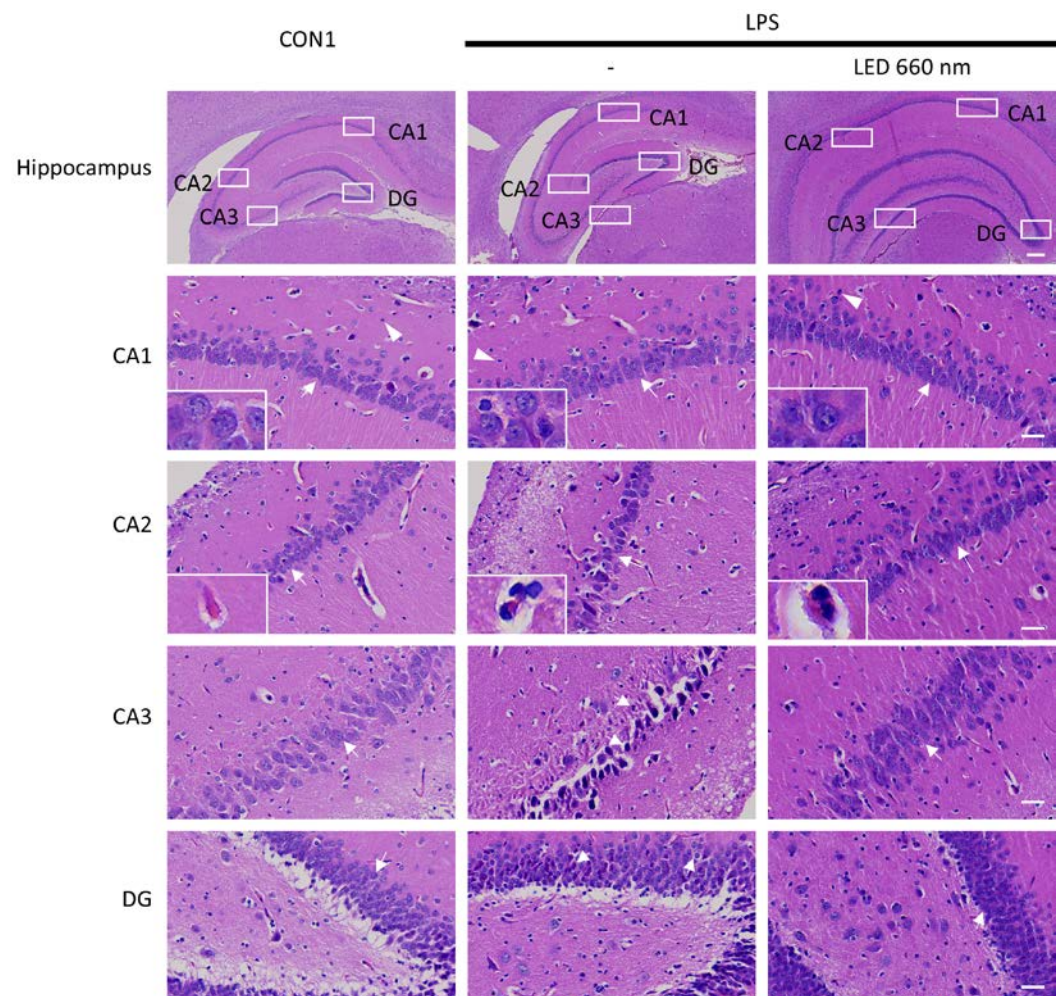 CON1
LPS
-
LED 660 nm
Hippocampus
CA1
CA2
CA3
DG
CA1
CA2
CA3
DG
CA1
CA2
CA3
DG
CA1
CA2
CA3
DG